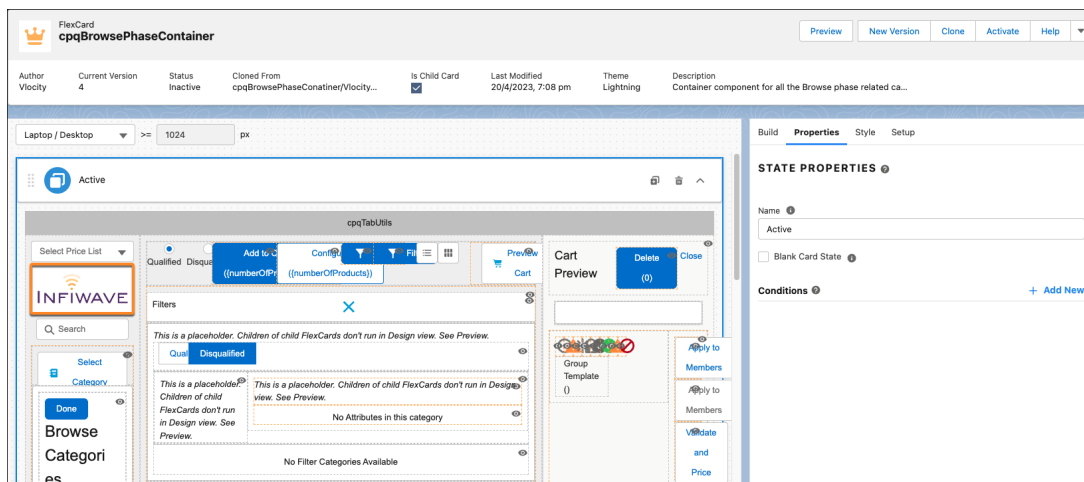 FlexCard
cpqBrowsePhaseContainer
Preview
New Version
Clone
Activate
Help
Author
Vlocity
Current Version
4
Status
Inactive
Cloned From
cpqBrowsePhaseConatiner/Vlocity...
Is Child Card
Last Modified
20/4/2023, 7:08 pm
Theme
Lightning
Description
Container component for all the Browse phase related ca...
Laptop / Desktop
>=
1024
px
Build
Properties
Style
Setup
Active
STATE PROPERTIES
Name
Active
Blank Card State
Conditions
+ Add New
cpqTabUtils
Select Price List
INFIWAVE
Search
Select
Category
Done
Browse
Categori
es
Qualified
Disqua
Add to C
({numberOfPr
Configu
({numberOfProducts})
Filt
Preview
Cart
Filters
This is a placeholder. Children of child FlexCards don't run in Design view. See Preview.
Qual
Disqualified
This is a placeholder.
Children of child
FlexCards don't run
in Design view. See
Preview.
This is a placeholder. Children of child FlexCards don't run in Design
view. See Preview.
No Attributes in this category
No Filter Categories Available
Cart
Preview
Delete
(0)
Close
Group
Template
()
Apply to
Members
Apply to
Members
Validate
and
Price